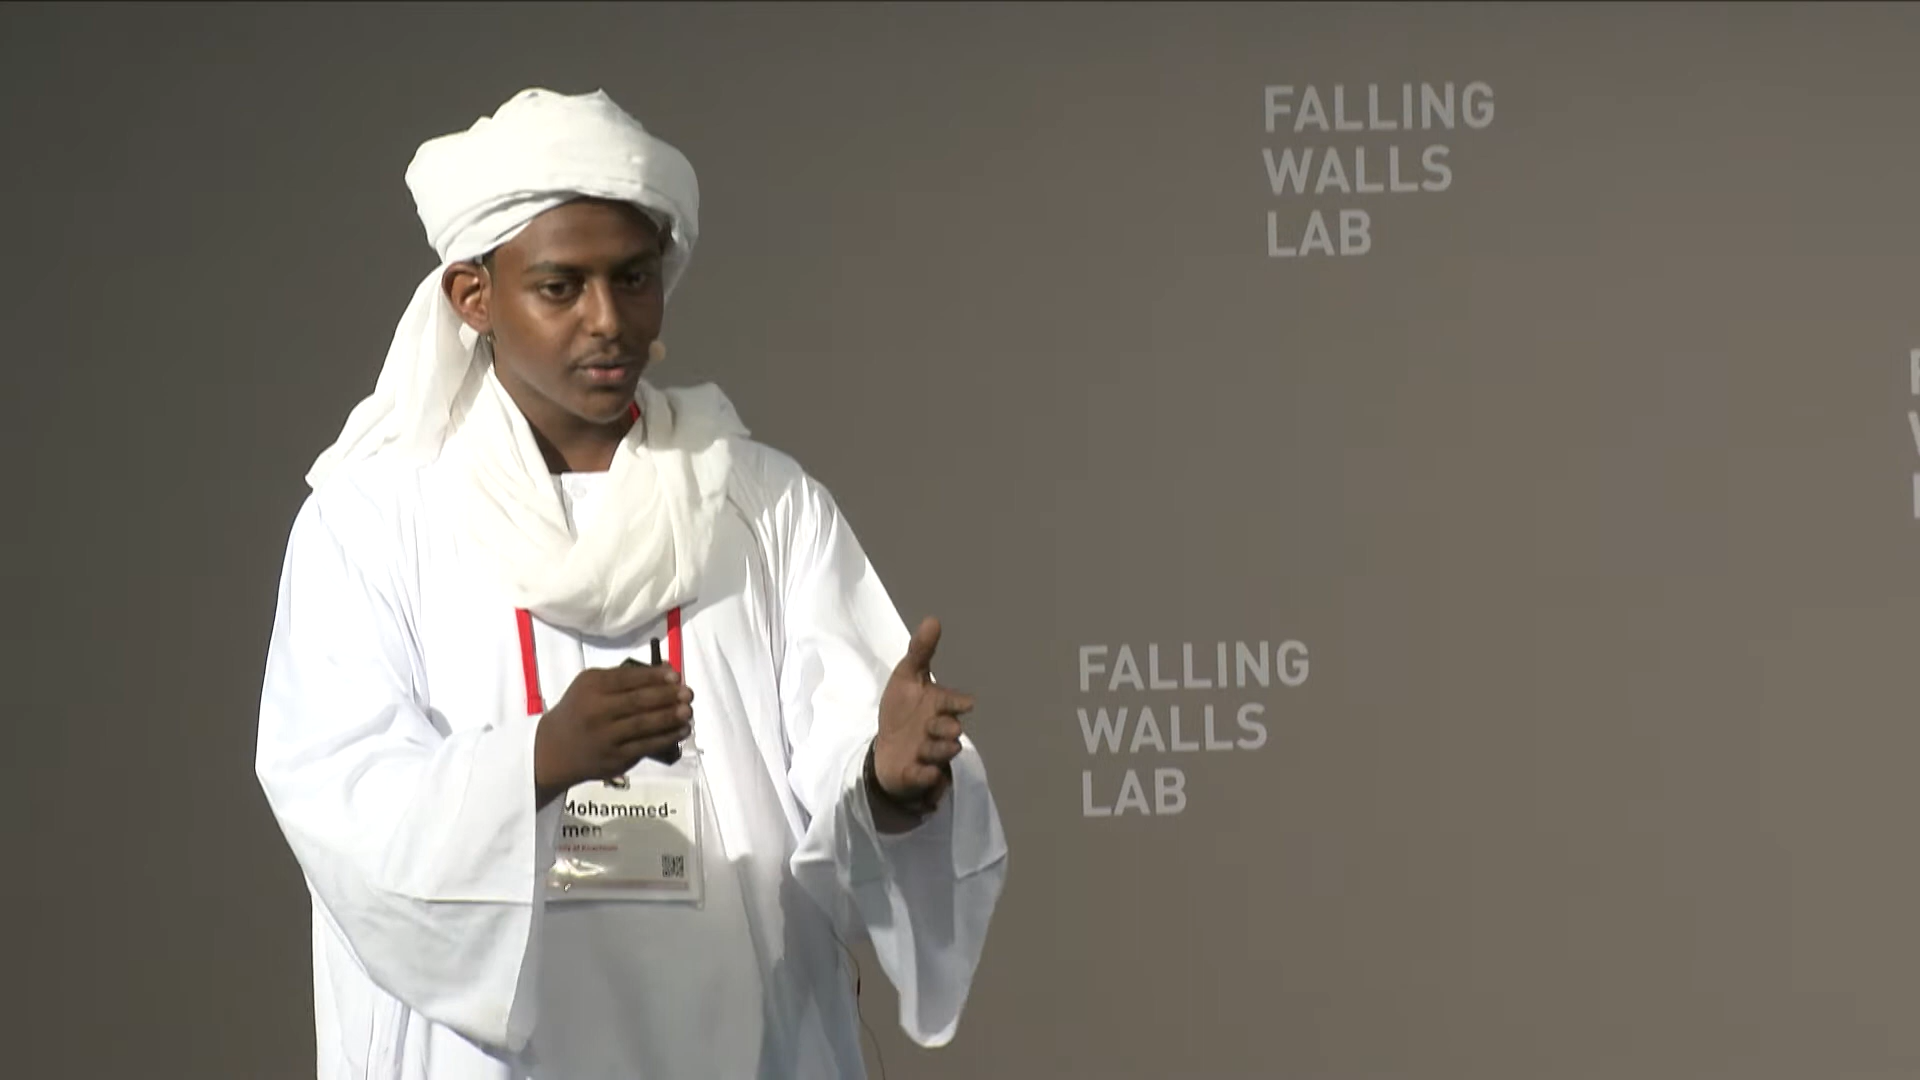 FALLING
WALLS
LAB
FALLING
WALLS
LAB
Mohammed-
men